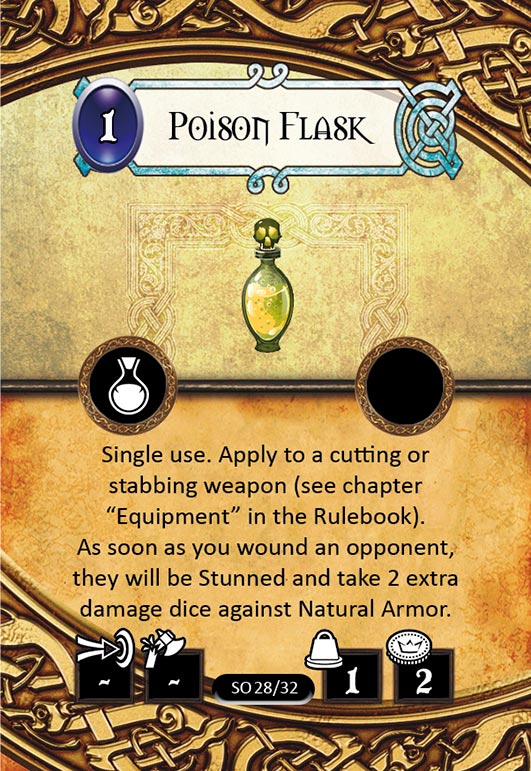 1
Poison Flask
Single use. Apply to a cutting or
stabbing weapon (see chapter
“Equipment” in the Rulebook).
As soon as you wound an opponent,
they will be Stunned and take 2 extra
damage dice against Natural Armor.
- - SO28/32 1 2